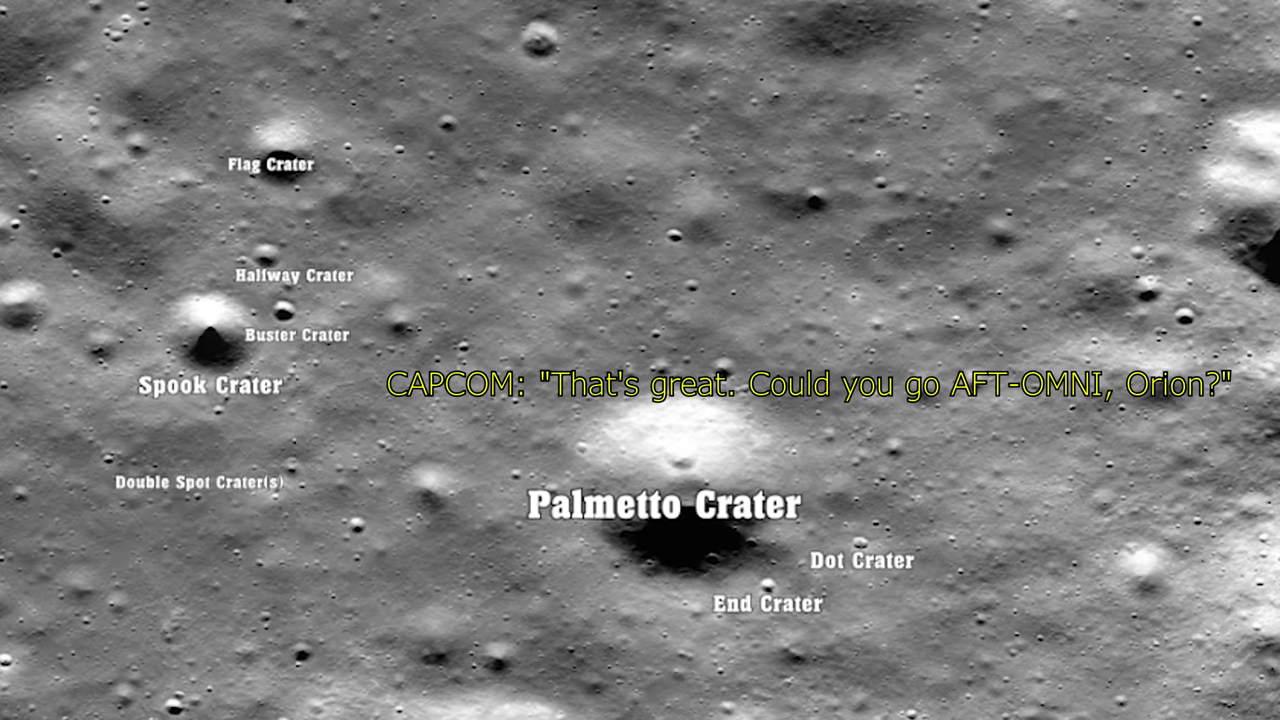 Flag Crater
Halfway Crater
Buster Crater
Spook Crater
CAPCOM: "That's great. Could you go AFT-OMNI, Orion?"
Double Spot Crater(s)
Palmetto Crater
Dot Crater
End Crater